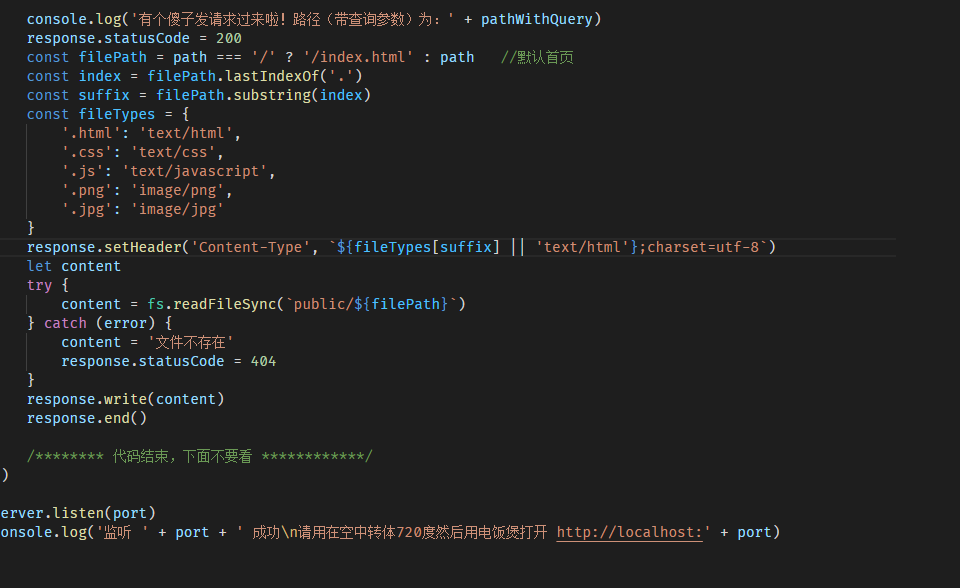 console.log('有个傻子发请求过来啦！路径（带查询参数）为：' + pathWithQuery)
response.statusCode = 200
const filePath = path === '/' ? '/index.html' : path   //默认首页
const index = filePath.lastIndexOf('.')
const suffix = filePath.substring(index)
const fileTypes = {
'.html': 'text/html',
'.css': 'text/css',
'.js': 'text/javascript',
'.png': 'image/png',
'.jpg': 'image/jpg'
}
response.setHeader('Content-Type', `${fileTypes[suffix] || 'text/html'};charset=utf-8`)
let content
try {
content = fs.readFileSync(`public/${filePath}`)
} catch (error) {
content = '文件不存在'
response.statusCode = 404
}
response.write(content)
response.end()
/******** 代码结束，下面不要看 ************/
)
erver.listen(port)
onsole.log('监听 ' + port + ' 成功\n请用在空中转体720度然后用电饭煲打开 http://localhost:' + port)